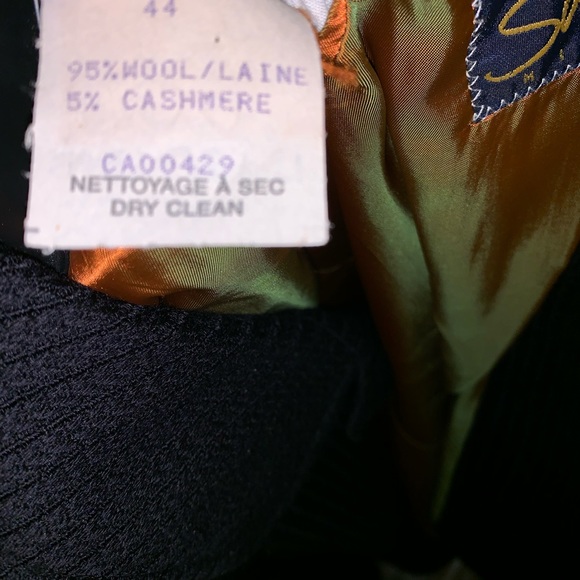 44
95%WOOL/LAINE
5% CASHMERE
CA00429
NETTOYAGE À SEC
DRY CLEAN